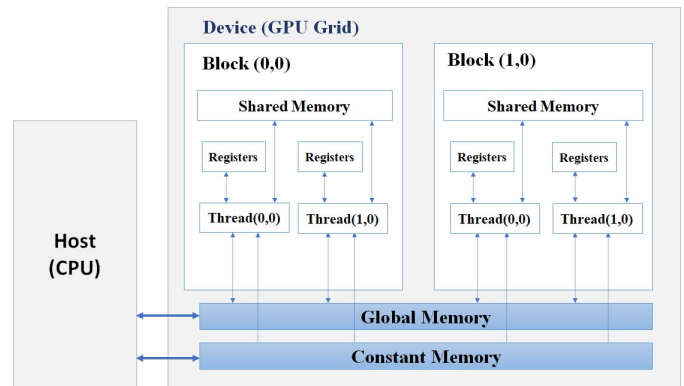 Device (GPU Grid)
Block (0,0)
Block (1,0)
Shared Memory
Shared Memory
Registers
Registers
Registers
Registers
Thread(0,0)
Thread(1,0)
Thread(0,0)
Thread(1,0)
Host
(CPU)
Global Memory
Constant Memory